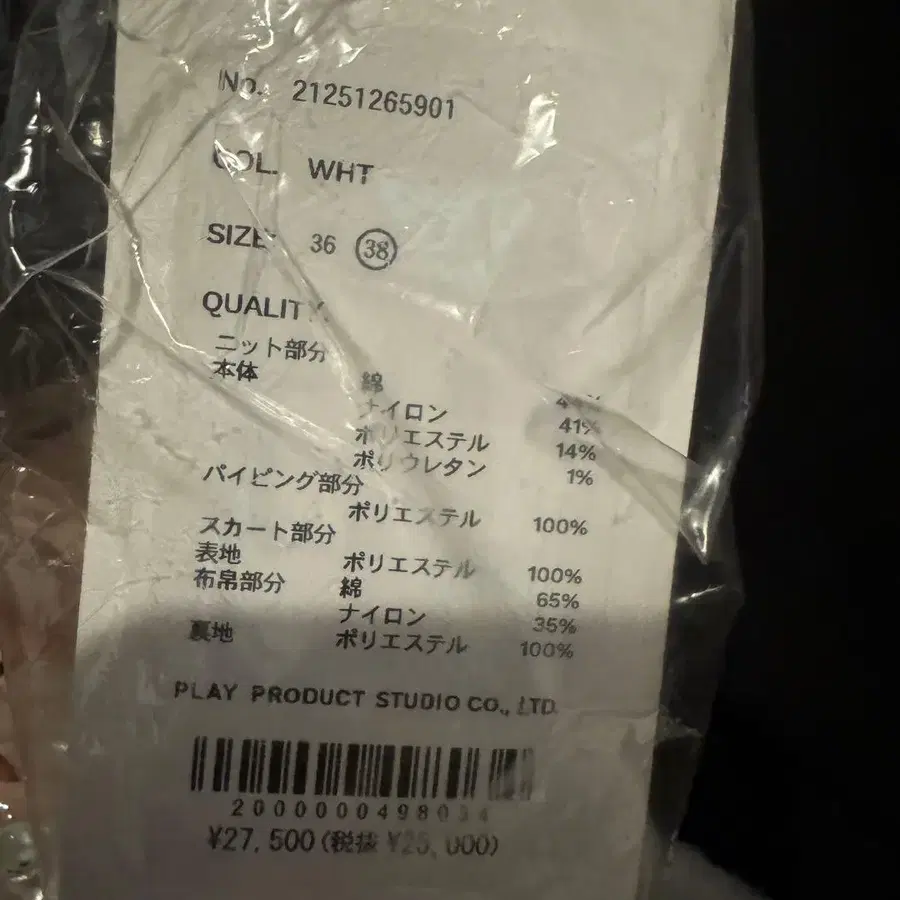 No. 21251265901
COL. WHT
SIZE 36 38
QUALITY
ニット部分
本体 綿
ナイロン 41%
ポリエステル 14%
ポリウレタン 1%
パイピング部分
ポリエステル 100%
スカート部分
表地 ポリエステル 100%
布帛部分 綿 65%
ナイロン 35%
裏地 ポリエステル 100%
PLAY PRODUCT STUDIO CO., LTD.
¥27,500(税抜 ¥25,000)